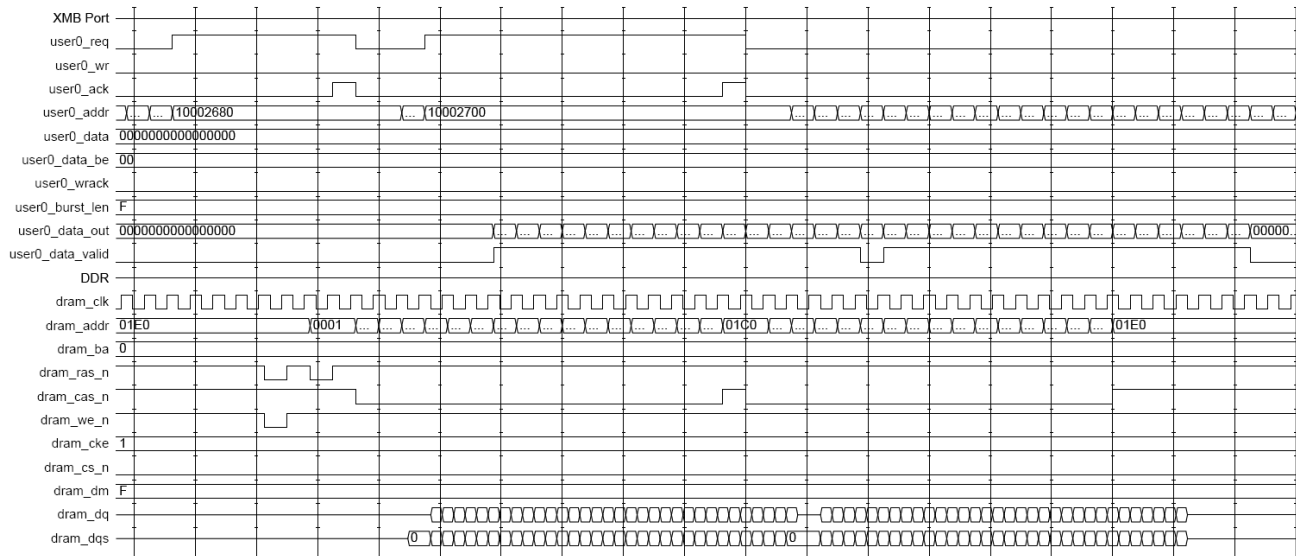 XMB Port
user0_req
user0_wr
user0_ack
user0_addr ... ... 10002680 ... 10002700 ... ... ... ... ... ... ... ... ... ... ... ... ... ... ... ... ... ... ... ... ... ...
user0_data 0000000000000000
user0_data_be 00
user0_wrack
user0_burst_len F
user0_data_out 0000000000000000 ... ... ... ... ... ... ... ... ... ... ... ... ... ... ... ... ... ... ... ... ... ... ... ... ... ... ... ... ... ... ... ... ... 00000...
user0_data_valid
DDR
dram_clk
dram_addr 01E0 0001 ... ... ... ... ... ... ... ... ... ... ... ... ... ... ... ... 01C0 ... ... ... ... ... ... ... ... ... ... ... ... ... ... ... 01E0
dram_ba 0
dram_ras_n
dram_cas_n
dram_we_n
dram_cke 1
dram_cs_n
dram_dm F
dram_dq
dram_dqs 0 0